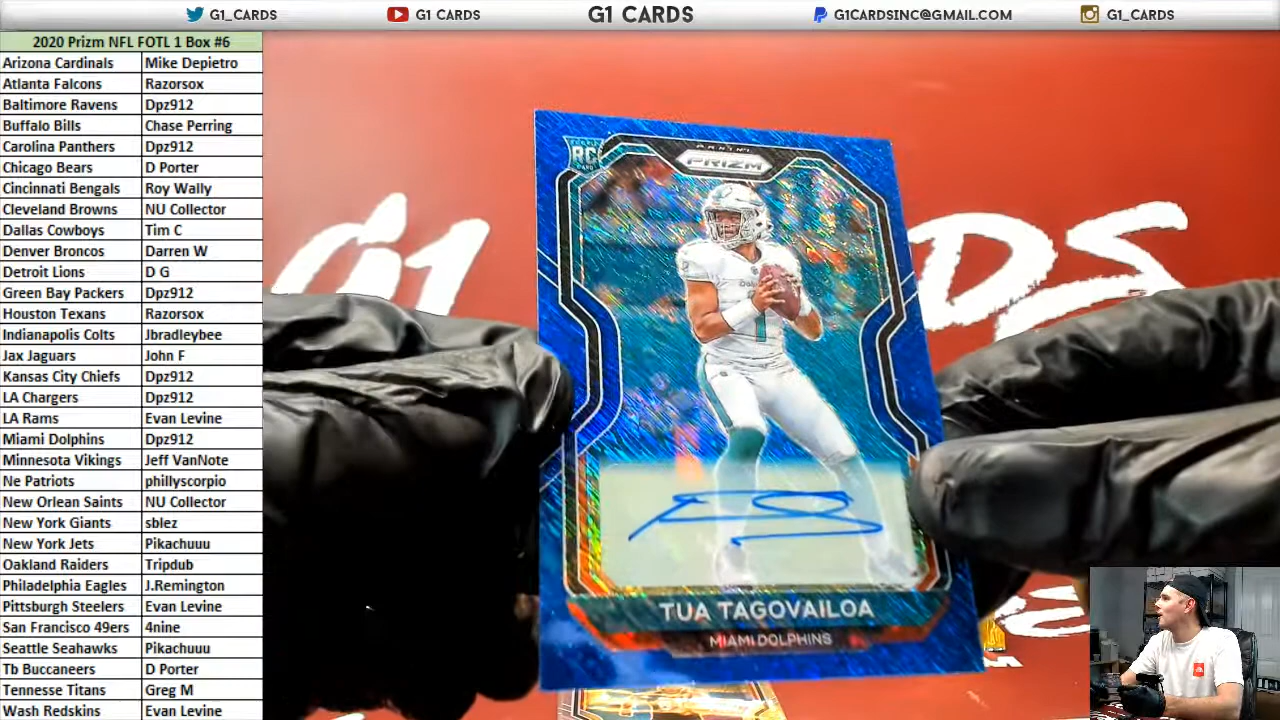 G1_CARDS G1 CARDS G1 CARDS G1CARDSINC@GMAIL.COM G1_CARDS
2020 Prizm NFL FOTL 1 Box #6
Arizona Cardinals Mike Depietro
Atlanta Falcons Razorsox
Baltimore Ravens Dpz912
Buffalo Bills Chase Perring
Carolina Panthers Dpz912
Chicago Bears D Porter
Cincinnati Bengals Roy Wally
Cleveland Browns NU Collector
Dallas Cowboys Tim C
Denver Broncos Darren W
Detroit Lions D G
Green Bay Packers Dpz912
Houston Texans Razorsox
Indianapolis Colts Jbradleybee
Jax Jaguars John F
Kansas City Chiefs Dpz912
LA Chargers Dpz912
LA Rams Evan Levine
Miami Dolphins Dpz912
Minnesota Vikings Jeff VanNote
Ne Patriots phillyscorpio
New Orlean Saints NU Collector
New York Giants sblez
New York Jets Pikachuuu
Oakland Raiders Tripdub
Philadelphia Eagles J.Remington
Pittsburgh Steelers Evan Levine
San Francisco 49ers 4nine
Seattle Seahawks Pikachuuu
Tb Buccaneers D Porter
Tennesse Titans Greg M
Wash Redskins Evan Levine
G1 DS
RC
PANINI
PRIZM
1
TUA TAGOVAILOA
MIAMI DOLPHINS